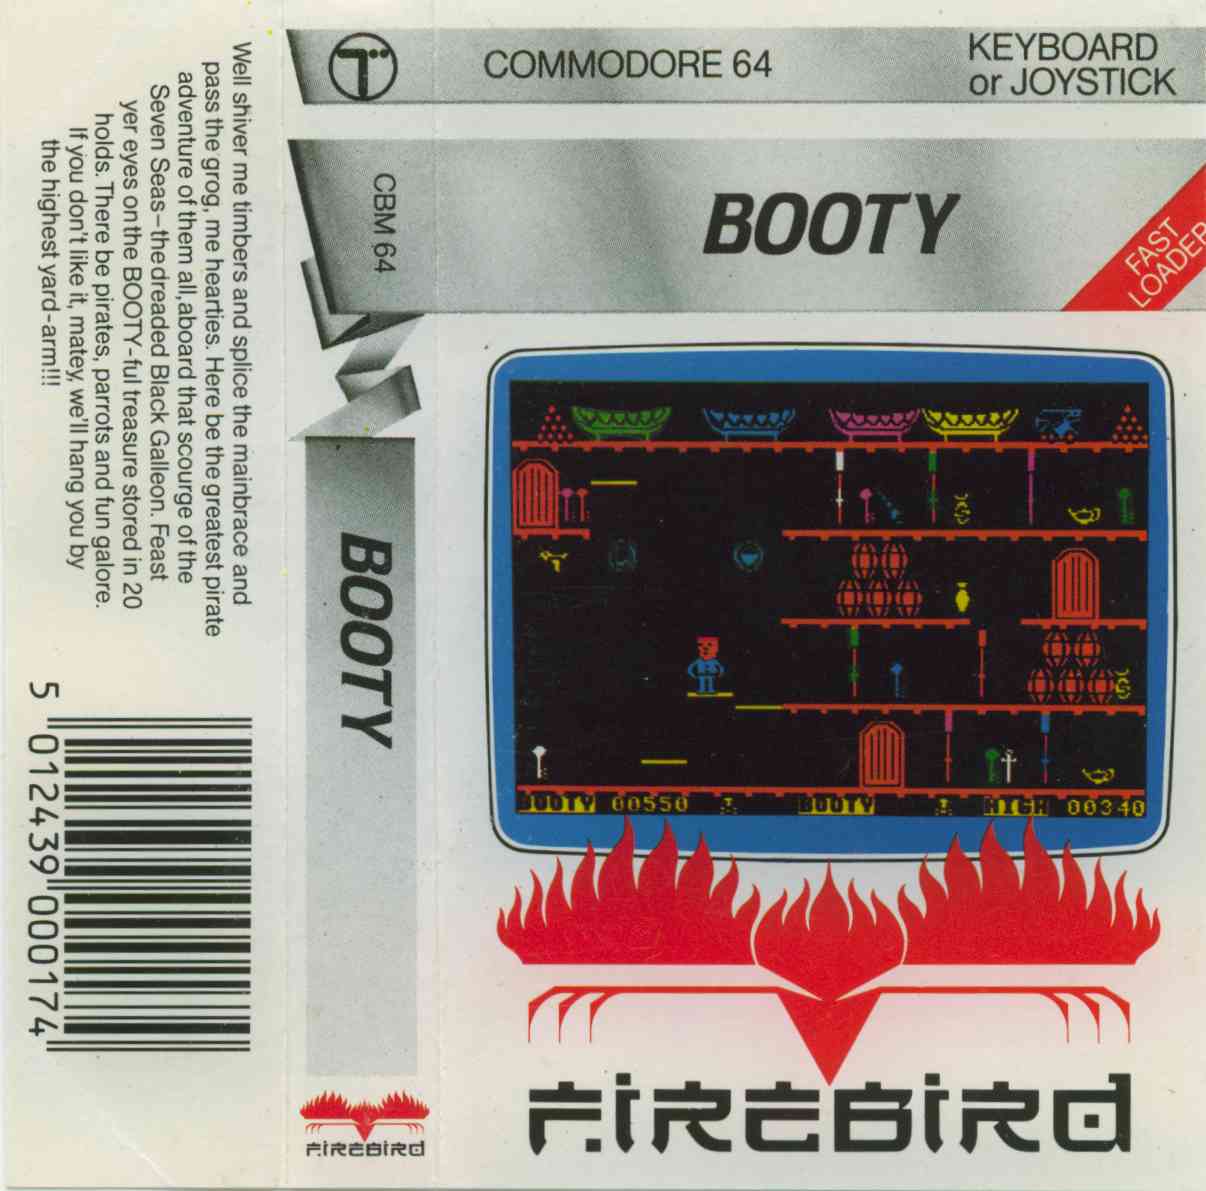 Well shiver me timbers and splice the mainbrace and
pass the grog, me hearties. Here be the greatest pirate
adventure of them all, aboard that scourge of the
Seven Seas–the dreaded Black Galleon. Feast
yer eyes on the BOOTY-ful treasure stored in 20
holds. There be pirates, parrots and fun galore.
If you don't like it, matey, we'll hang you by
the highest yard-arm!!!
5 012439 000174
CBM 64
BOOTY
FIREBIRD
COMMODORE 64
KEYBOARD
or JOYSTICK
BOOTY
FAST
LOADER
BOOTY 00550 BOOTY HIGH 00340
FIREBIRD